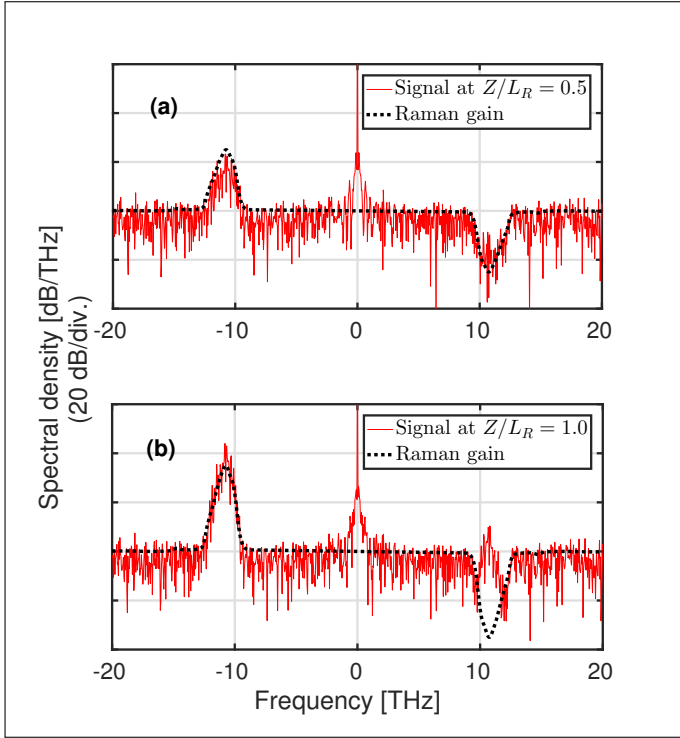 (a)
Signal at Z/L_R = 0.5
Raman gain
-20 -10 0 10 20
Spectral density [dB/THz]
(20 dB/div.)
(b)
Signal at Z/L_R = 1.0
Raman gain
-20 -10 0 10 20
Frequency [THz]